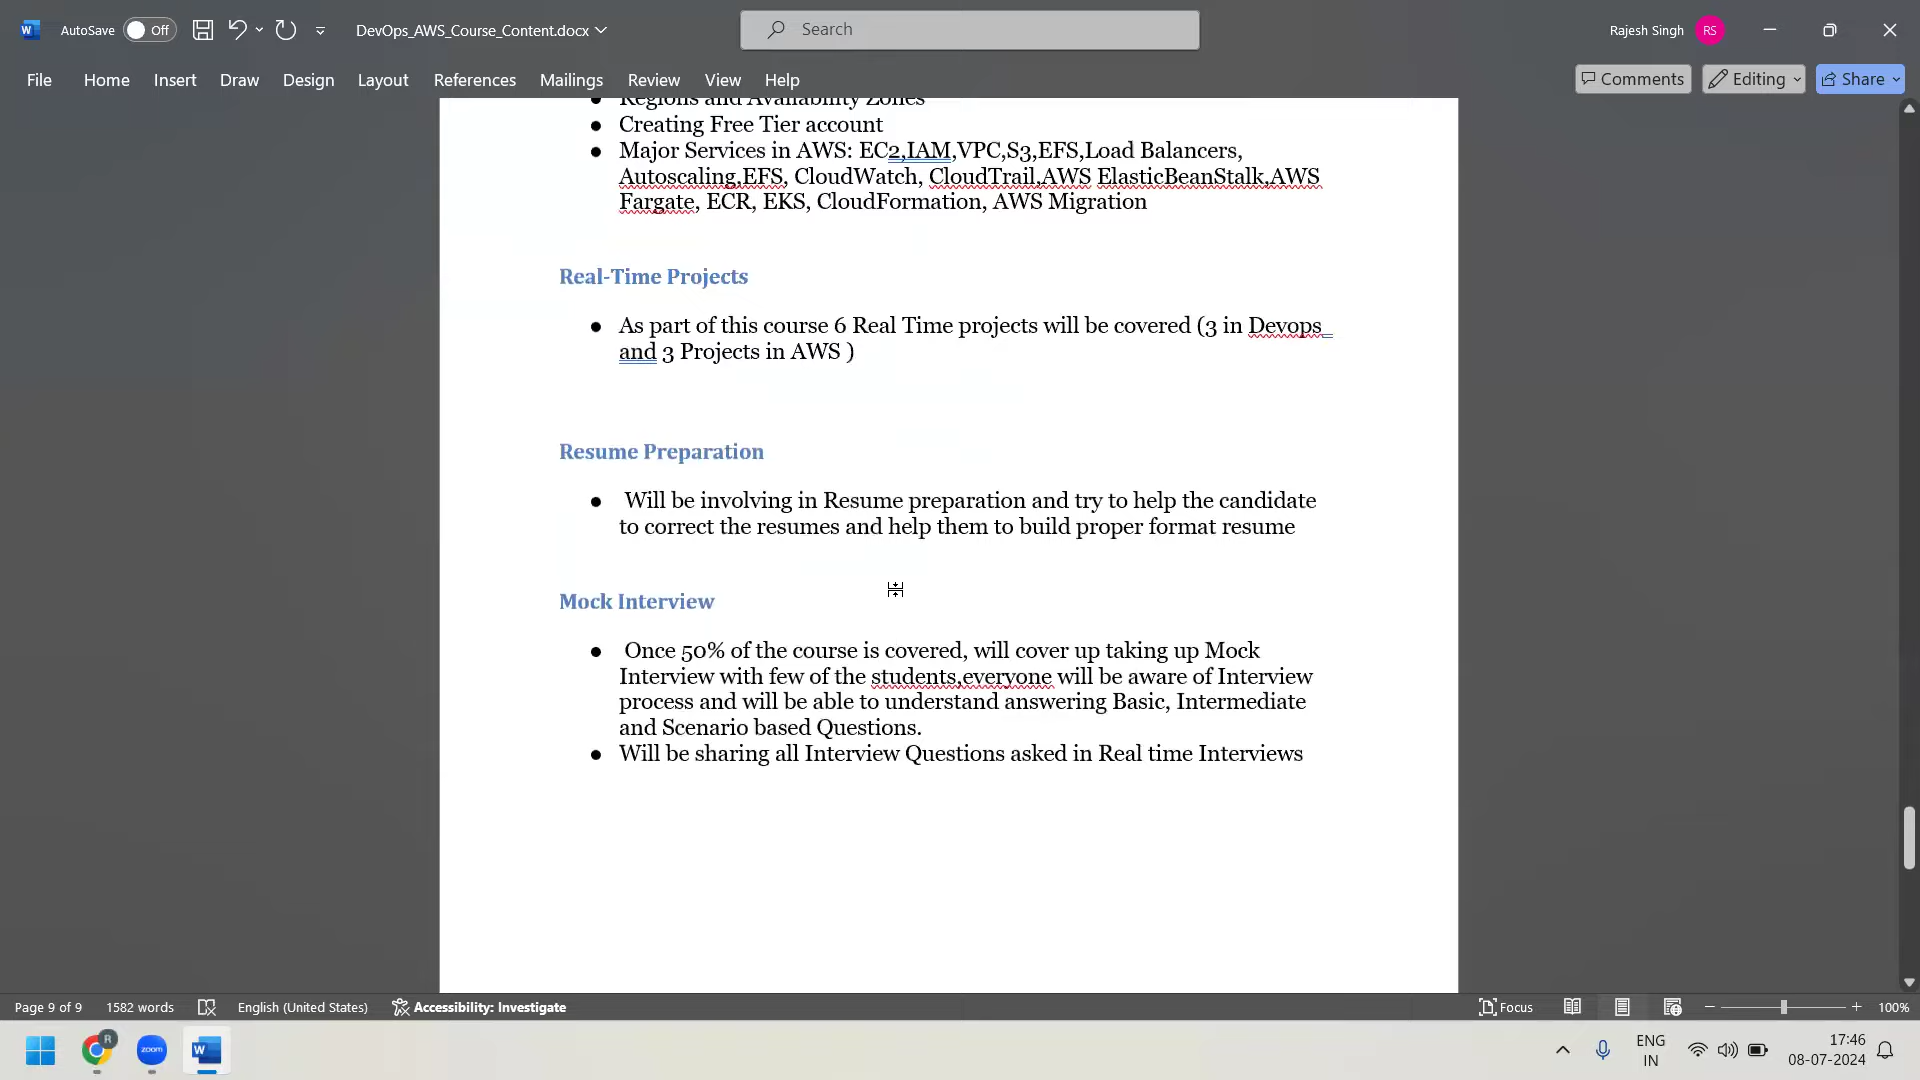 AutoSave Off DevOps_AWS_Course_Content.docx Search Rajesh Singh RS
File Home Insert Draw Design Layout References Mailings Review View Help Comments Editing Share
Regions and Availability Zones
Creating Free Tier account
Major Services in AWS: EC2,IAM,VPC,S3,EFS,Load Balancers,
Autoscaling,EFS, CloudWatch, CloudTrail,AWS ElasticBeanStalk,AWS
Fargate, ECR, EKS, CloudFormation, AWS Migration
Real-Time Projects
As part of this course 6 Real Time projects will be covered (3 in Devops
and 3 Projects in AWS )
Resume Preparation
Will be involving in Resume preparation and try to help the candidate
to correct the resumes and help them to build proper format resume
Mock Interview
Once 50% of the course is covered, will cover up taking up Mock
Interview with few of the students,everyone will be aware of Interview
process and will be able to understand answering Basic, Intermediate
and Scenario based Questions.
Will be sharing all Interview Questions asked in Real time Interviews
Page 9 of 9 1582 words English (United States) Accessibility: Investigate Focus 100%
R zoom W ENG 17:46
IN 08-07-2024